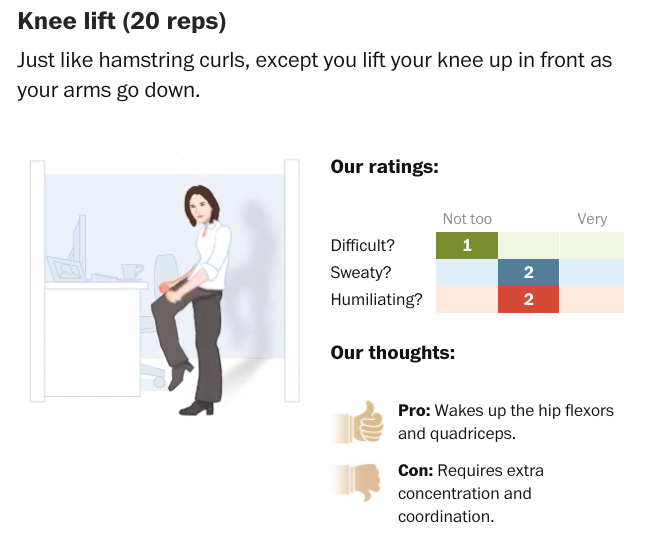 Knee lift (20 reps)
Just like hamstring curls, except you lift your knee up in front as
your arms go down.
Our ratings:
Not too Very
Difficult? 1
Sweaty? 2
Humiliating? 2
Our thoughts:
Pro: Wakes up the hip flexors
and quadriceps.
Con: Requires extra
concentration and
coordination.